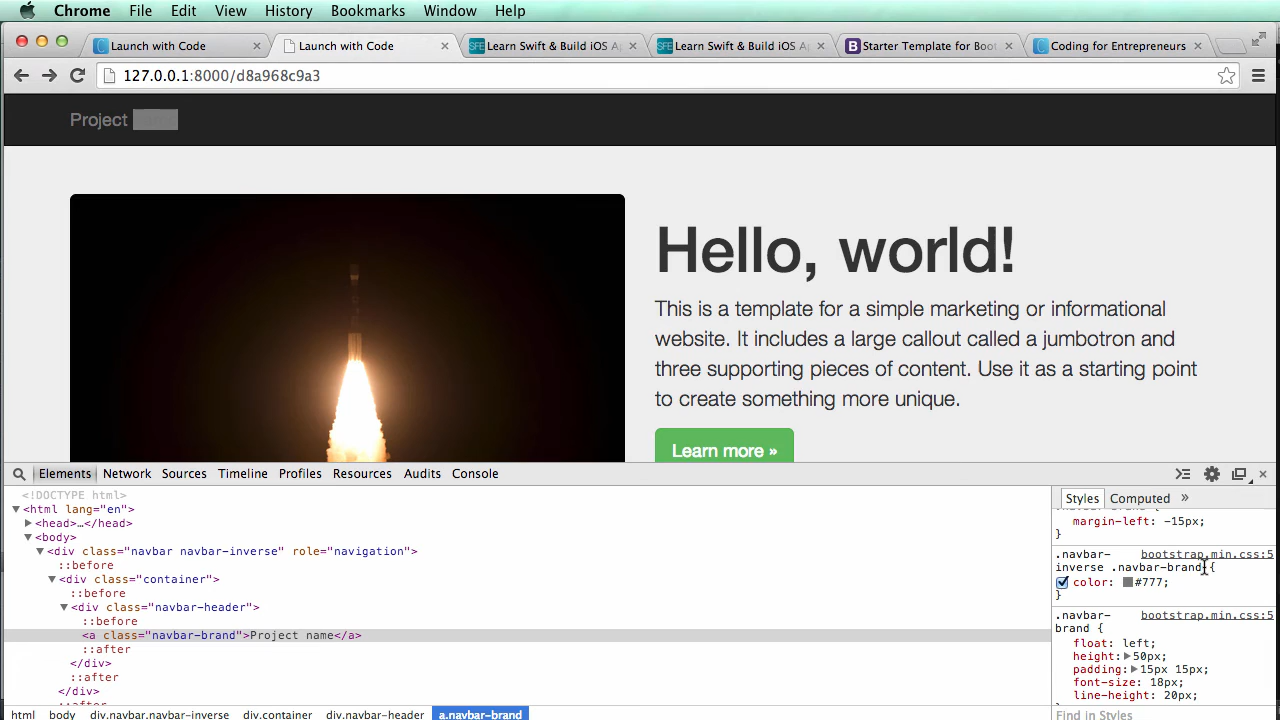 Chrome File Edit View History Bookmarks Window Help
Launch with Code
Launch with Code
Learn Swift & Build iOS A
Learn Swift & Build iOS A
Starter Template for Boo
Coding for Entrepreneurs
127.0.0.1:8000/d8a968c9a3
Project
Hello, world!
This is a template for a simple marketing or informational
website. It includes a large callout called a jumbotron and
three supporting pieces of content. Use it as a starting point
to create something more unique.
Learn more »
Elements Network Sources Timeline Profiles Resources Audits Console
<!DOCTYPE html>
<html lang="en">
<head>…</head>
<body>
<div class="navbar navbar-inverse" role="navigation">
::before
<div class="container">
::before
<div class="navbar-header">
::before
<a class="navbar-brand">Project name</a>
::after
</div>
::after
</div>
html body div.navbar.navbar-inverse div.container div.navbar-header a.navbar-brand
Styles Computed »
margin-left: -15px;
}
.navbar- bootstrap.min.css:5
inverse .navbar-brand {
color: #777;
}
.navbar- bootstrap.min.css:5
brand {
float: left;
height: 50px;
padding: 15px 15px;
font-size: 18px;
line-height: 20px;
Find in Styles